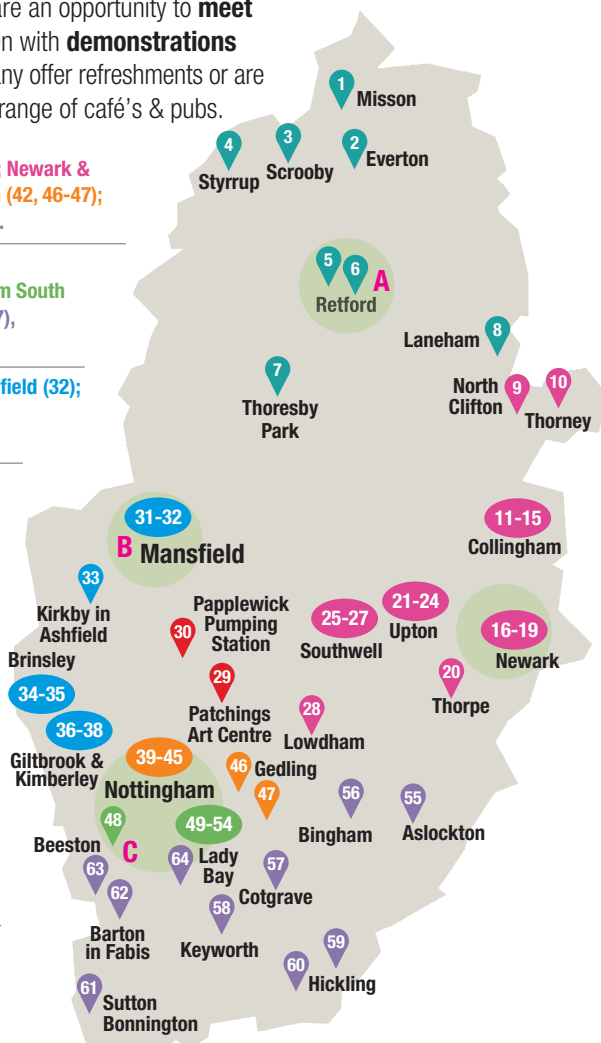 are an opportunity to meet
en with demonstrations
any offer refreshments or are
range of café's & pubs.
; Newark &
(42, 46-47);
.
m South
7),
field (32);
1
Misson
2
Everton
3
Scrooby
4
Styrrup
5
6
A
Retford
Laneham
8
7
Thoresby
Park
North
Clifton
9
10
Thorney
31-32
B Mansfield
11-15
Collingham
33
Kirkby in
Ashfield
30
Papplewick
Pumping
Station
25-27
Southwell
21-24
Upton
16-19
Newark
Brinsley
34-35
29
Patchings
Art Centre
28
Lowdham
20
Thorpe
36-38
Giltbrook &
Kimberley
39-45
Nottingham
46
Gedling
47
48
Beeston
C
49-54
Lady
Bay
56
Bingham
55
Aslockton
63
62
Barton
in Fabis
64
57
Cotgrave
58
Keyworth
59
60
Hickling
61
Sutton
Bonnington